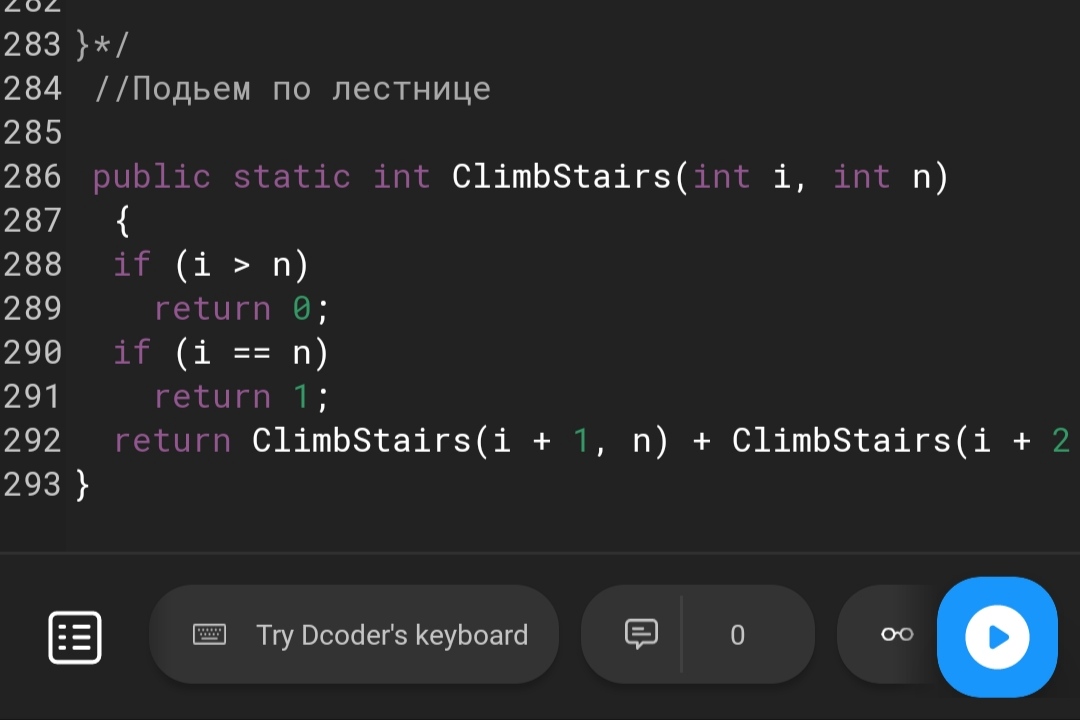 282
283 }*/
284 //Подьем по лестнице
285
286 public static int ClimbStairs(int i, int n)
287 {
288 if (i > n)
289 return 0;
290 if (i == n)
291 return 1;
292 return ClimbStairs(i + 1, n) + ClimbStairs(i + 2
293 }
Try Dcoder's keyboard
0